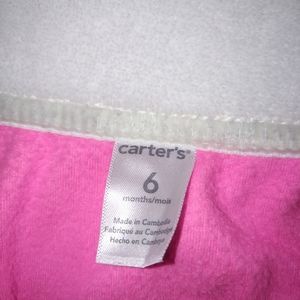 carter's®
6
months/mois
Made in Cambodia
Fabriqué au Cambodge
Hecho en Camboya